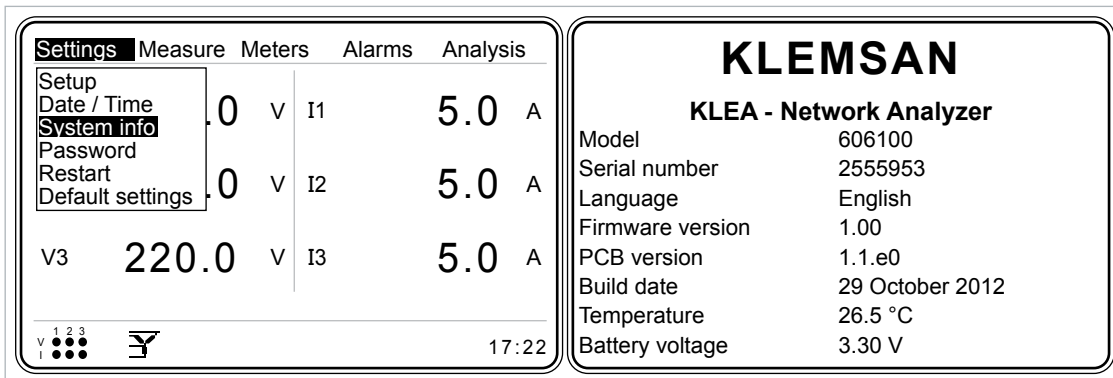 Settings Measure Meters Alarms Analysis
Setup
Date / Time
System info
Password
Restart
Default settings
.0 V I1 5.0 A
.0 V I2 5.0 A
V3 220.0 V I3 5.0 A
1 2 3
V
I
17:22
KLEMSAN
KLEA - Network Analyzer
Model 606100
Serial number 2555953
Language English
Firmware version 1.00
PCB version 1.1.e0
Build date 29 October 2012
Temperature 26.5 °C
Battery voltage 3.30 V